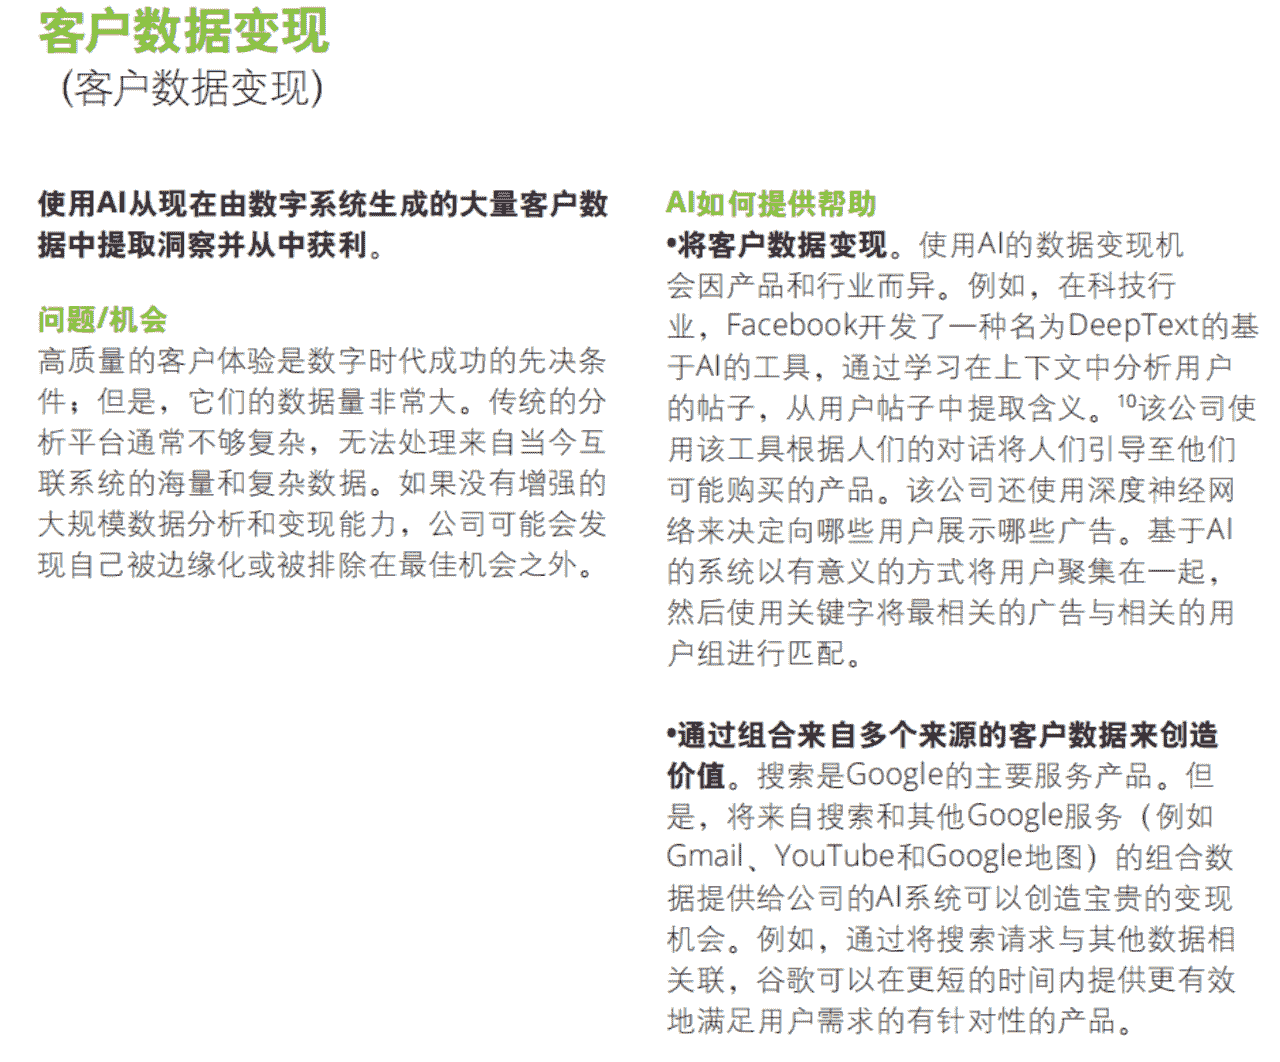 客户数据变现
(客户数据变现)
使用AI从现在由数字系统生成的大量客户数
据中提取洞察并从中获利。
问题/机会
高质量的客户体验是数字时代成功的先决条
件；但是，它们的数据量非常大。传统的分
析平台通常不够复杂，无法处理来自当今互
联系统的海量和复杂数据。如果没有增强的
大规模数据分析和变现能力，公司可能会发
现自己被边缘化或被排除在最佳机会之外。
AI如何提供帮助
•将客户数据变现。使用AI的数据变现机
会因产品和行业而异。例如，在科技行
业，Facebook开发了一种名为DeepText的基
于AI的工具，通过学习在上下文中分析用户
的帖子，从用户帖子中提取含义。¹⁰该公司使
用该工具根据人们的对话将人们引导至他们
可能购买的产品。该公司还使用深度神经网
络来决定向哪些用户展示哪些广告。基于AI
的系统以有意义的方式将用户聚集在一起，
然后使用关键字将最相关的广告与相关的用
户组进行匹配。
•通过组合来自多个来源的客户数据来创造
价值。搜索是Google的主要服务产品。但
是，将来自搜索和其他Google服务（例如
Gmail、YouTube和Google地图）的组合数
据提供给公司的AI系统可以创造宝贵的变现
机会。例如，通过将搜索请求与其他数据相
关联，谷歌可以在更短的时间内提供更有效
地满足用户需求的有针对性的产品。